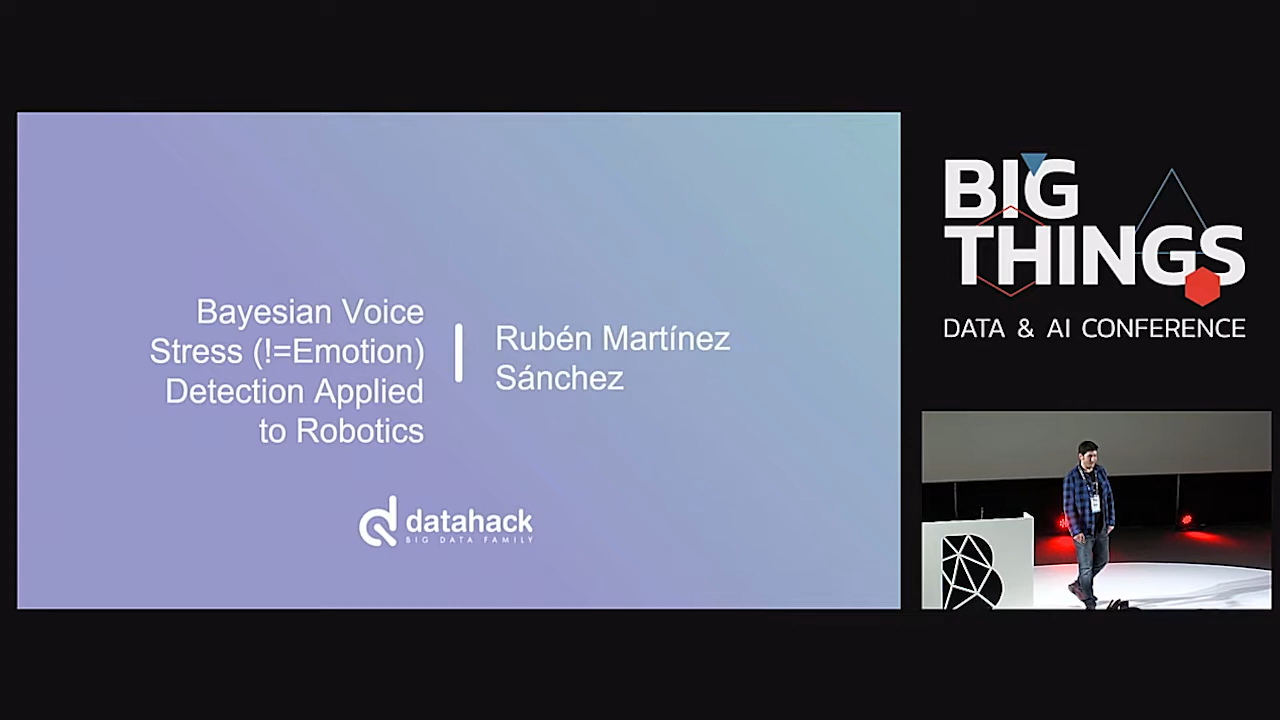 Bayesian Voice
Stress (!=Emotion)
Detection Applied
to Robotics
Rubén Martínez
Sánchez
datahack
BIG DATA FAMILY
BIG
THINGS
DATA & AI CONFERENCE
B